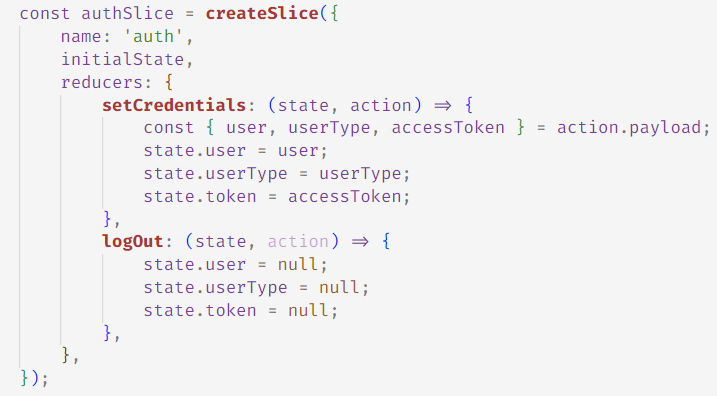 const authSlice = createSlice({
    name: 'auth',
    initialState,
    reducers: {
        setCredentials: (state, action) => {
            const { user, userType, accessToken } = action.payload;
            state.user = user;
            state.userType = userType;
            state.token = accessToken;
        },
        logOut: (state, action) => {
            state.user = null;
            state.userType = null;
            state.token = null;
        },
    },
});